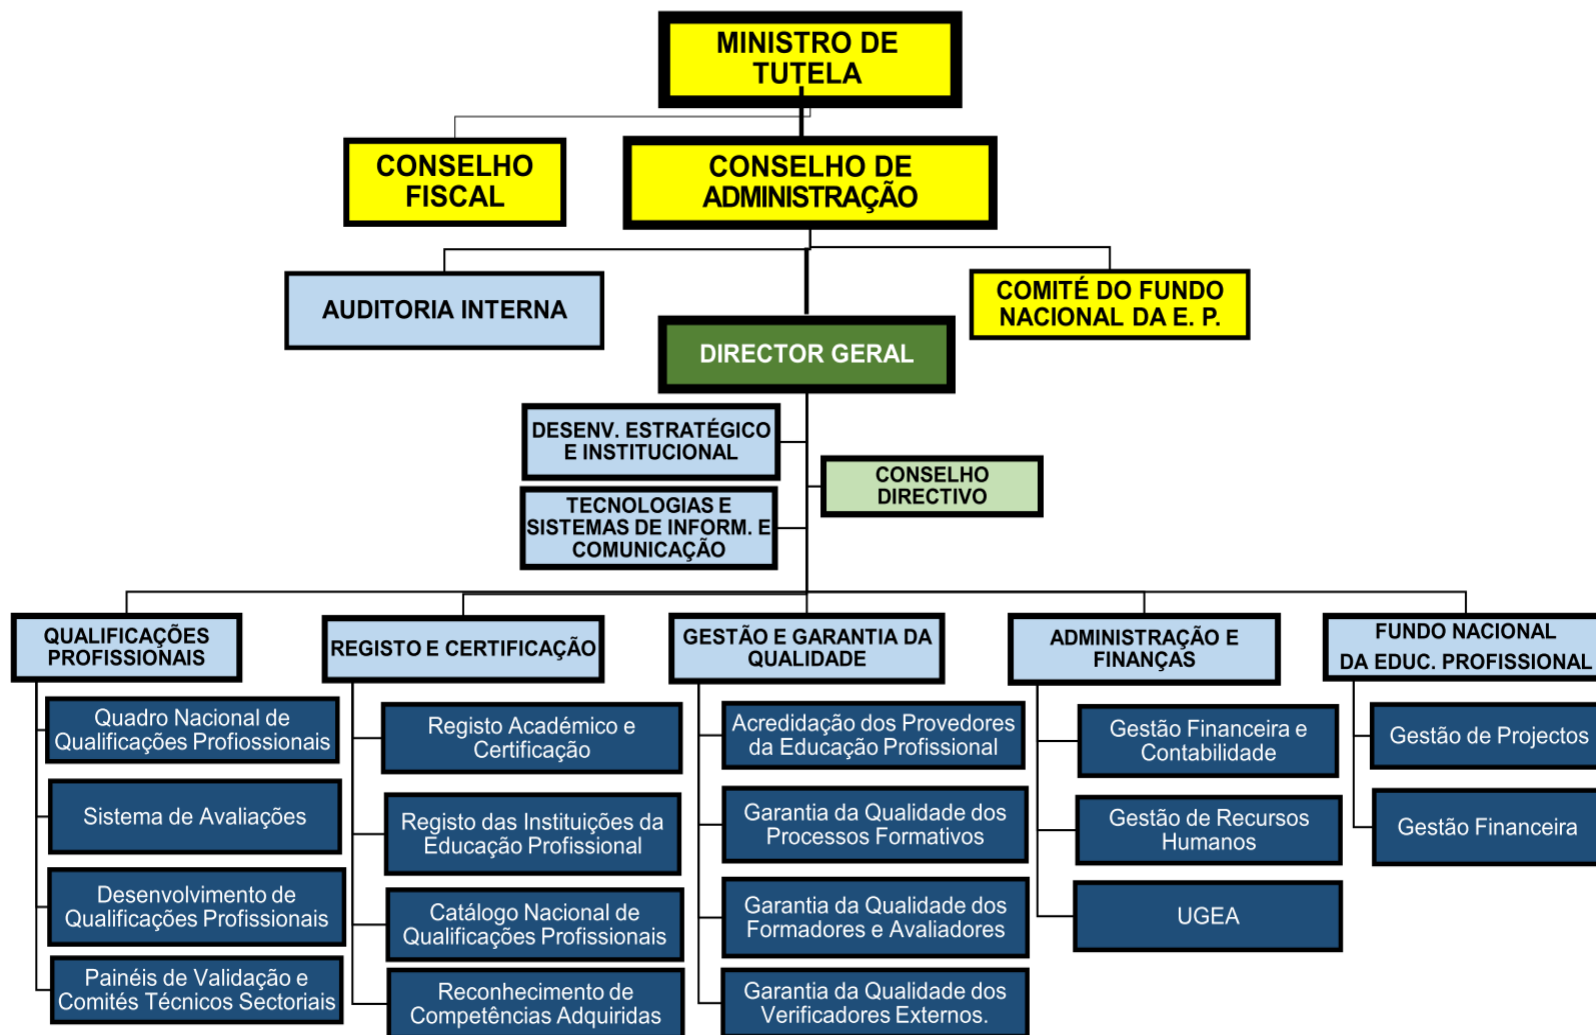 MINISTRO DE
TUTELA
CONSELHO
FISCAL
CONSELHO DE
ADMINISTRAÇÃO
AUDITORIA INTERNA
COMITÉ DO FUNDO
NACIONAL DA E. P.
DIRECTOR GERAL
DESENV. ESTRATÉGICO
E INSTITUCIONAL
CONSELHO
DIRECTIVO
TECNOLOGIAS E
SISTEMAS DE INFORM. E
COMUNICAÇÃO
QUALIFICAÇÕES
PROFISSIONAIS
Quadro Nacional de
Qualificações Profiossionais
Sistema de Avaliações
Desenvolvimento de
Qualificações Profissionais
Painéis de Validação e
Comités Técnicos Sectoriais
REGISTO E CERTIFICAÇÃO
Registo Académico e
Certificação
Registo das Instituições da
Educação Profissional
Catálogo Nacional de
Qualificações Profissionais
Reconhecimento de
Competências Adquiridas
GESTÃO E GARANTIA DA
QUALIDADE
Acredidação dos Provedores
da Educação Profissional
Garantia da Qualidade dos
Processos Formativos
Garantia da Qualidade dos
Formadores e Avaliadores
Garantia da Qualidade dos
Verificadores Externos.
ADMINISTRAÇÃO E
FINANÇAS
Gestão Financeira e
Contabilidade
Gestão de Recursos
Humanos
UGEA
FUNDO NACIONAL
DA EDUC. PROFISSIONAL
Gestão de Projectos
Gestão Financeira